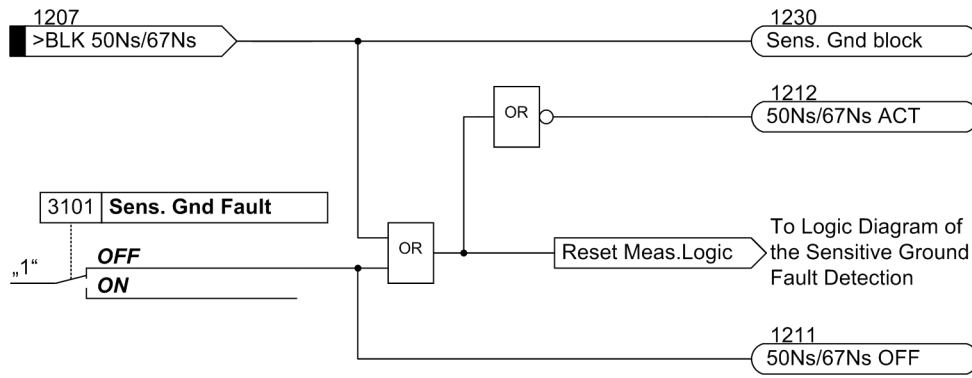 1207
>BLK 50Ns/67Ns
1230
Sens. Gnd block
OR
1212
50Ns/67Ns ACT
3101 Sens. Gnd Fault
„1“
OFF
ON
OR
Reset Meas.Logic
To Logic Diagram of
the Sensitive Ground
Fault Detection
1211
50Ns/67Ns OFF